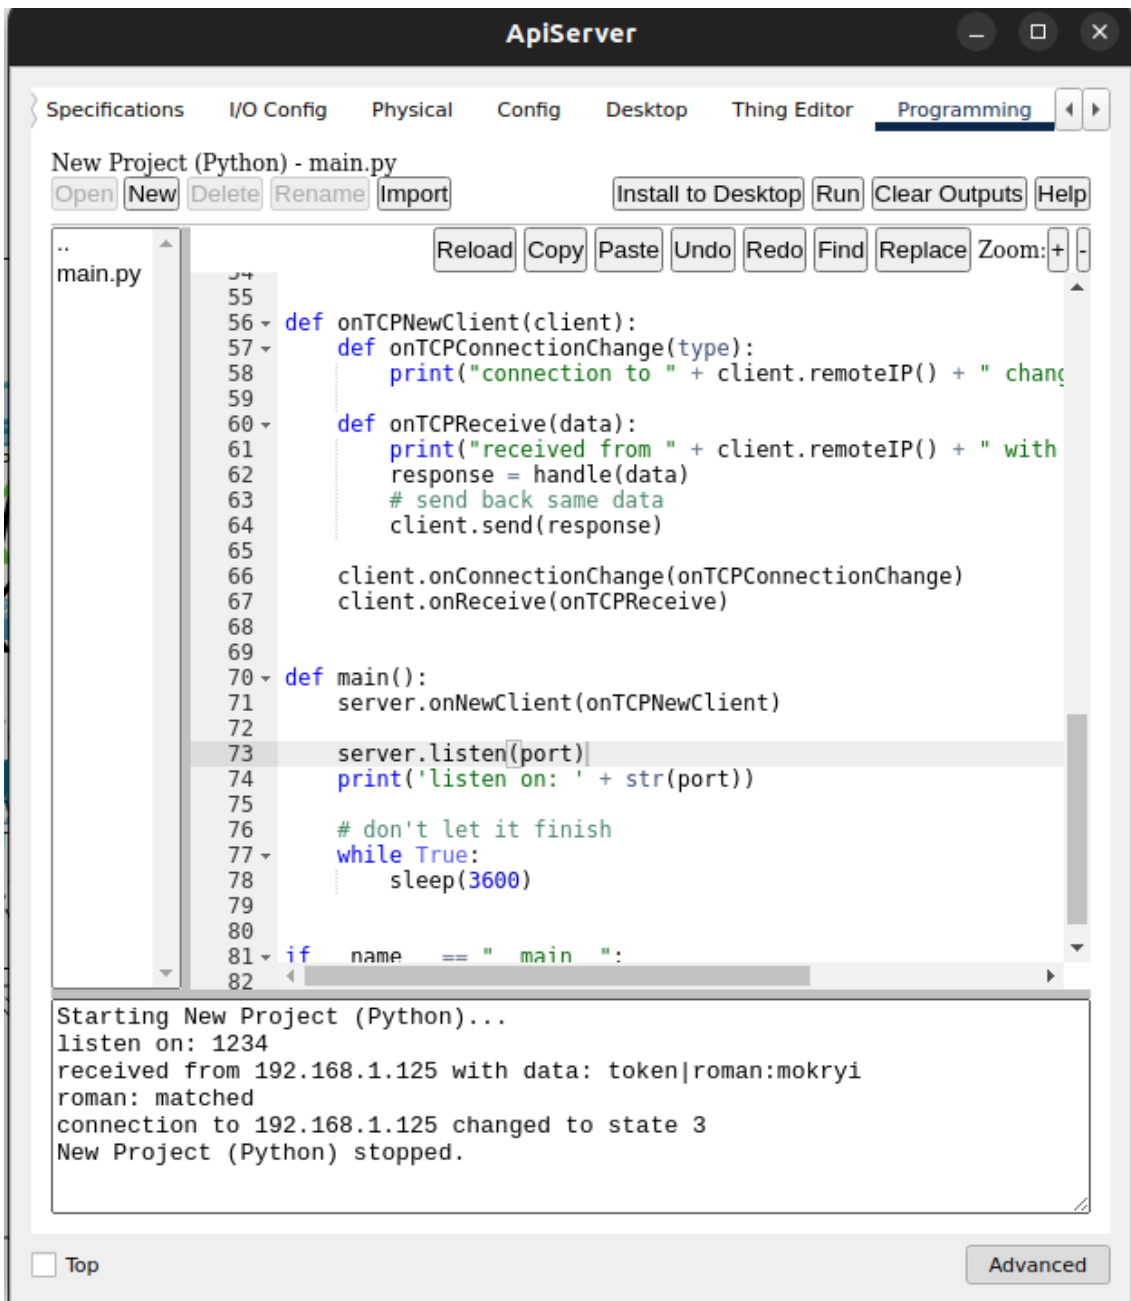 ApiServer
Specifications I/O Config Physical Config Desktop Thing Editor Programming
New Project (Python) - main.py
Open New Delete Rename Import Install to Desktop Run Clear Outputs Help
..
main.py
Reload Copy Paste Undo Redo Find Replace Zoom: + -
54
55
56 def onTCPNewClient(client):
57 def onTCPConnectionChange(type):
58 print("connection to " + client.remoteIP() + " chang
59
60 def onTCPReceive(data):
61 print("received from " + client.remoteIP() + " with
62 response = handle(data)
63 # send back same data
64 client.send(response)
65
66 client.onConnectionChange(onTCPConnectionChange)
67 client.onReceive(onTCPReceive)
68
69
70 def main():
71 server.onNewClient(onTCPNewClient)
72
73 server.listen(port)
74 print('listen on: ' + str(port))
75
76 # don't let it finish
77 while True:
78 sleep(3600)
79
80
81 if __name__ == "__main__":
82
Starting New Project (Python)...
listen on: 1234
received from 192.168.1.125 with data: token|roman:mokryi
roman: matched
connection to 192.168.1.125 changed to state 3
New Project (Python) stopped.
Top
Advanced